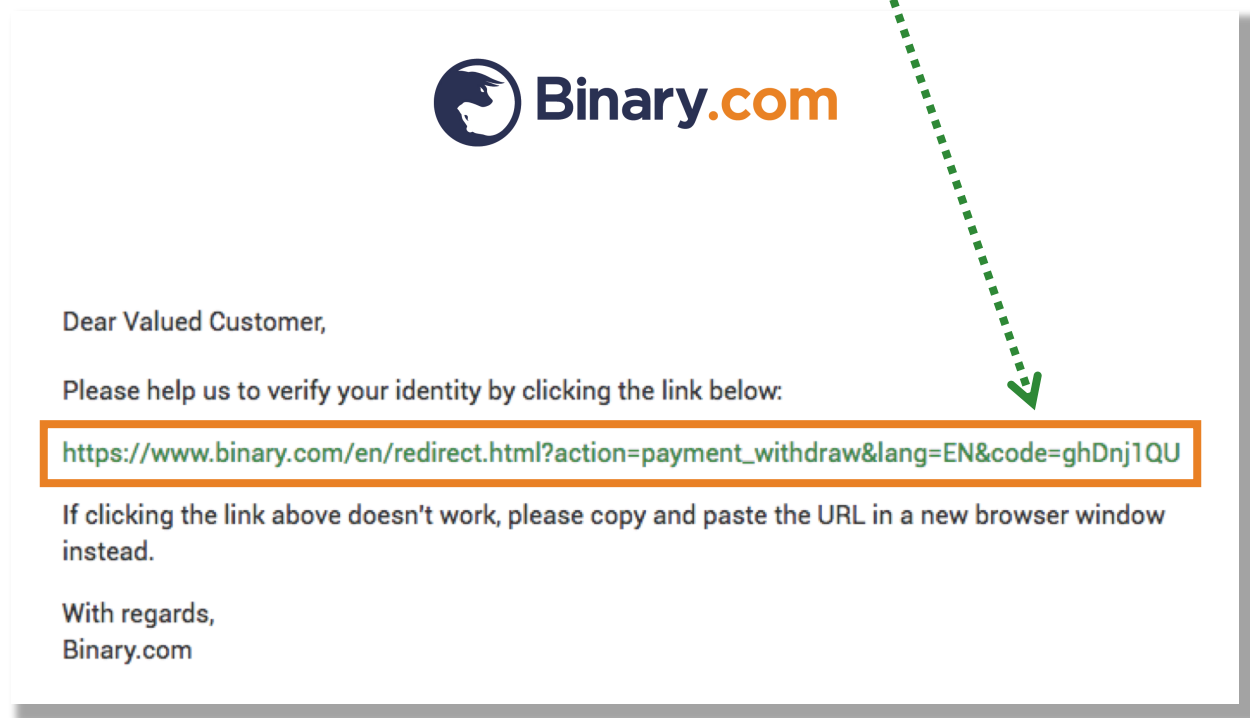 Binary.com
Dear Valued Customer,
Please help us to verify your identity by clicking the link below:
https://www.binary.com/en/redirect.html?action=payment_withdraw&lang=EN&code=ghDnj1QU
If clicking the link above doesn't work, please copy and paste the URL in a new browser window
instead.
With regards,
Binary.com